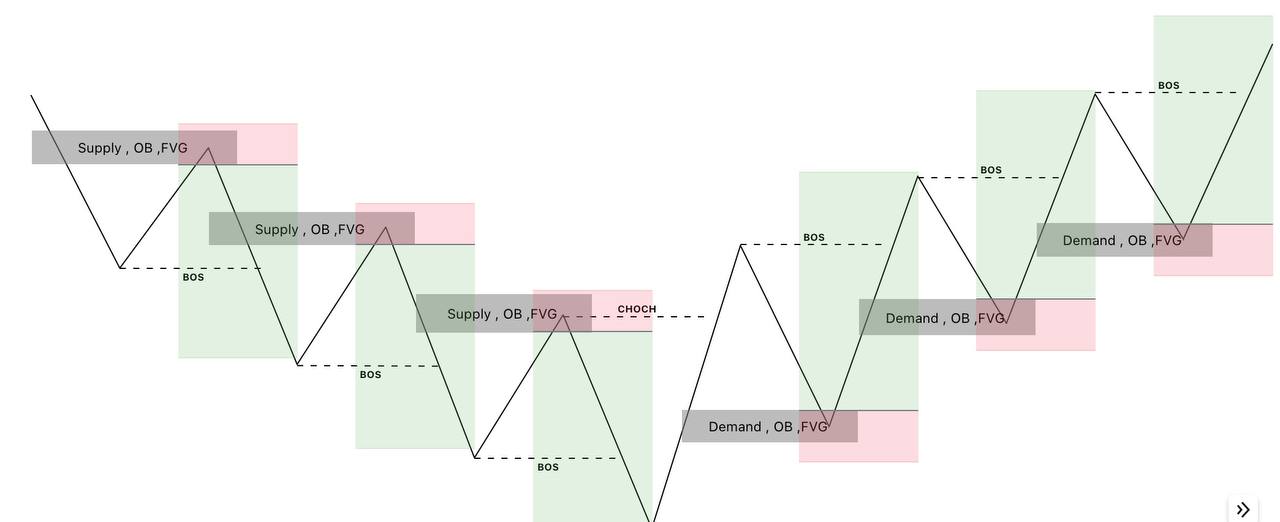 BOS
Supply , OB ,FVG
BOS
BOS
Supply , OB ,FVG
Demand , OB ,FVG
BOS
BOS
Supply , OB ,FVG
CHOCH
Demand , OB ,FVG
BOS
Demand , OB ,FVG
BOS